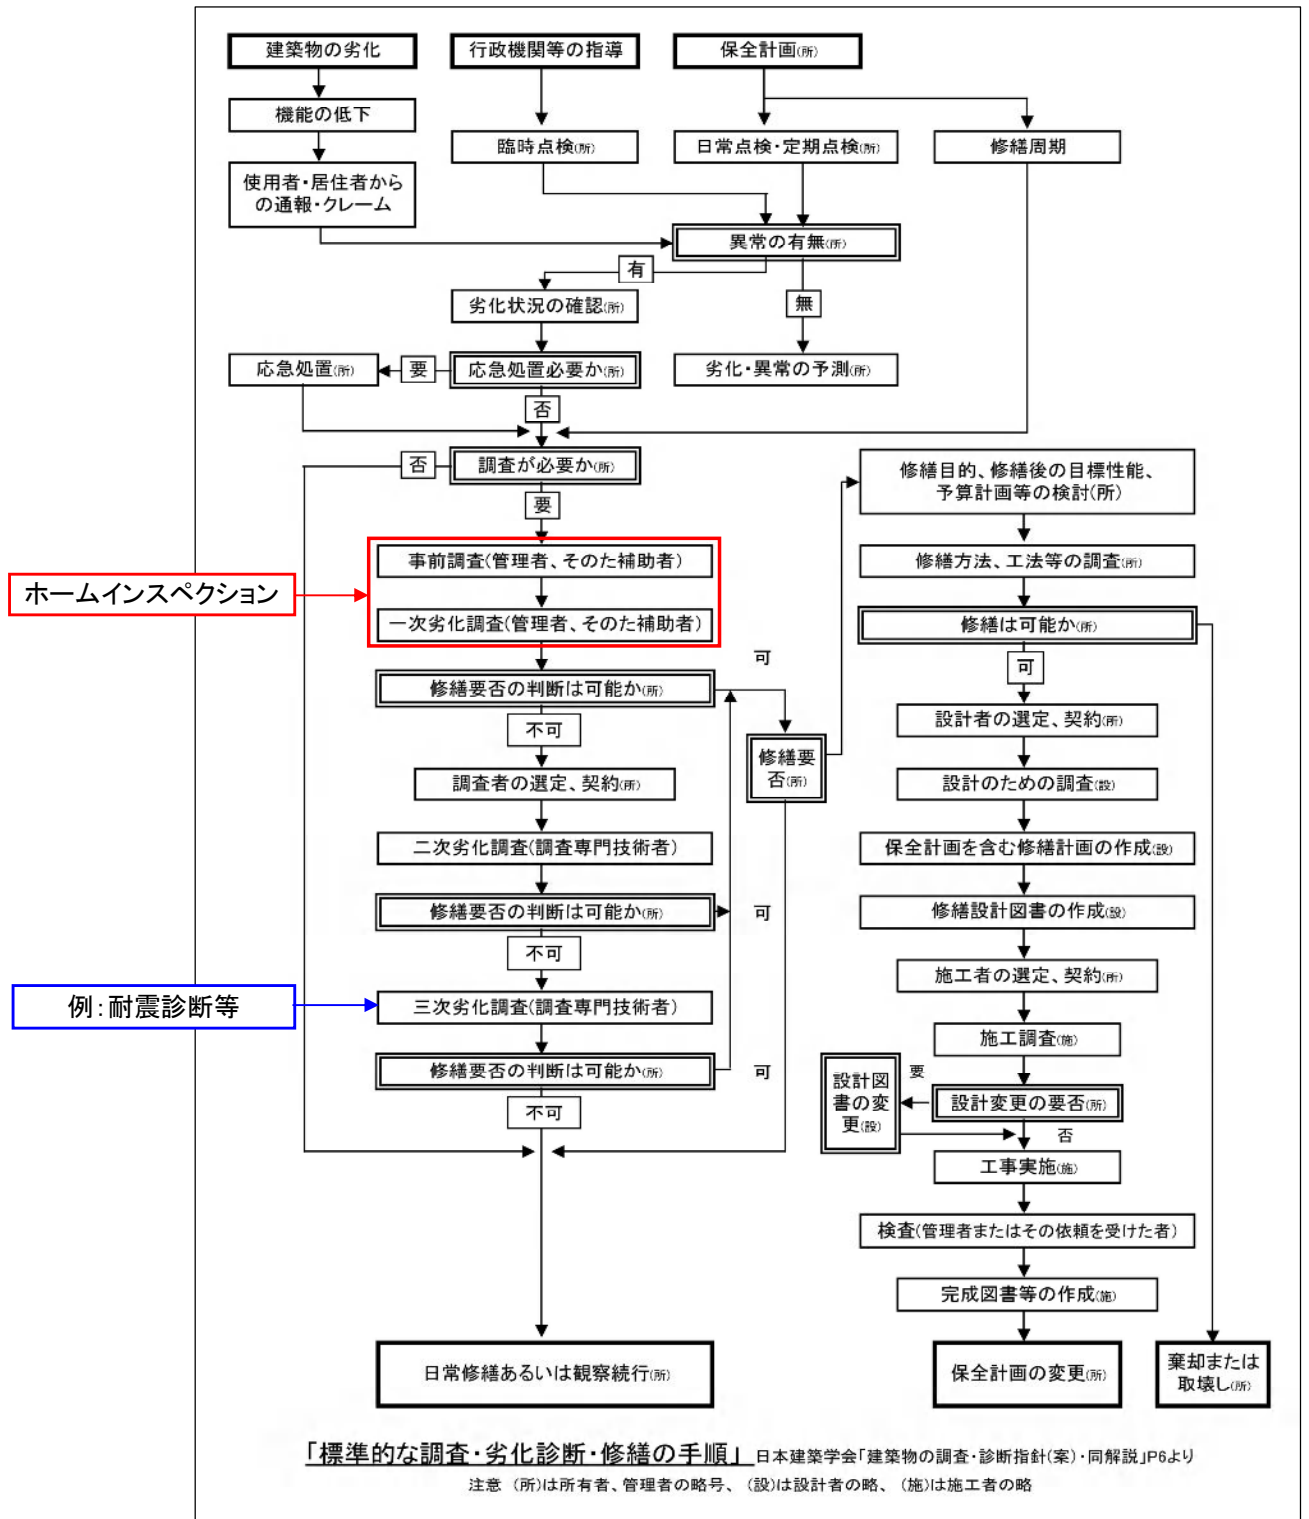 建築物の劣化
行政機関等の指導
保全計画(所)
機能の低下
臨時点検(所)
日常点検・定期点検(所)
修繕周期
使用者・居住者から
の通報・クレーム
異常の有無(所)
有
無
劣化状況の確認(所)
応急処置(所)
要
応急処置必要か(所)
劣化・異常の予測(所)
否
否
調査が必要か(所)
要
修繕目的、修繕後の目標性能、
予算計画等の検討(所)
事前調査(管理者、そのた補助者)
修繕方法、工法等の調査(所)
ホームインスペクション
一次劣化調査(管理者、そのた補助者)
修繕は可能か(所)
可
可
修繕要否の判断は可能か(所)
不可
設計者の選定、契約(所)
修繕要
否(所)
調査者の選定、契約(所)
設計のための調査(設)
二次劣化調査(調査専門技術者)
保全計画を含む修繕計画の作成(設)
修繕要否の判断は可能か(所)
可
修繕設計図書の作成(設)
不可
施工者の選定、契約(所)
例：耐震診断等
三次劣化調査(調査専門技術者)
施工調査(施)
修繕要否の判断は可能か(所)
可
設計図
書の変
更(設)
要
設計変更の要否(所)
不可
否
工事実施(施)
検査(管理者またはその依頼を受けた者)
完成図書等の作成(施)
日常修繕あるいは観察続行(所)
保全計画の変更(所)
棄却または
取壊し(所)
「標準的な調査・劣化診断・修繕の手順」 日本建築学会「建築物の調査・診断指針(案)・同解説」P6より
注意 (所)は所有者、管理者の略号、 (設)は設計者の略、 (施)は施工者の略